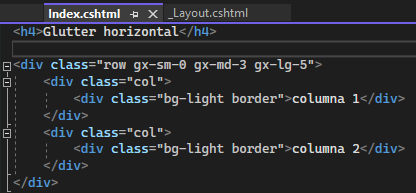 Index.cshtml _Layout.cshtml
<h4>Glutter horizontal</h4>
<div class="row gx-sm-0 gx-md-3 gx-lg-5">
<div class="col">
<div class="bg-light border">columna 1</div>
</div>
<div class="col">
<div class="bg-light border">columna 2</div>
</div>
</div>